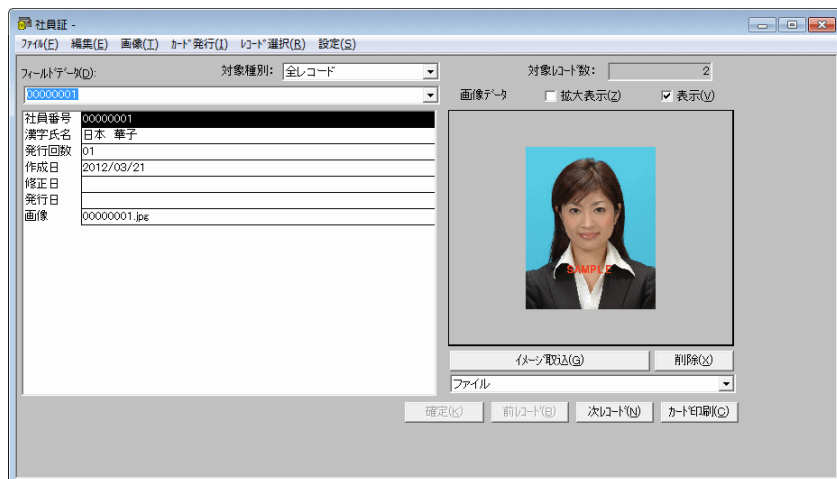 社員証 -
ﾌｧｲﾙ(F) 編集(E) 画像(I) ｶｰﾄﾞ発行(I) ﾚｺｰﾄﾞ選択(R) 設定(S)
ﾌｨｰﾙﾄﾞﾃﾞｰﾀ(D): 対象種別: 全レコード 対象ﾚｺｰﾄﾞ数: 2
00000001 画像ﾃﾞｰﾀ 拡大表示(Z) 表示(V)
社員番号 00000001
漢字氏名 日本 華子
発行回数 01
作成日 2012/03/21
修正日
発行日
画像 00000001.jpg
SAMPLE
ｲﾒｰｼﾞ取込(G) 削除(X)
ファイル
確定(K) 前ﾚｺｰﾄﾞ(B) 次ﾚｺｰﾄﾞ(N) ｶｰﾄﾞ印刷(C)